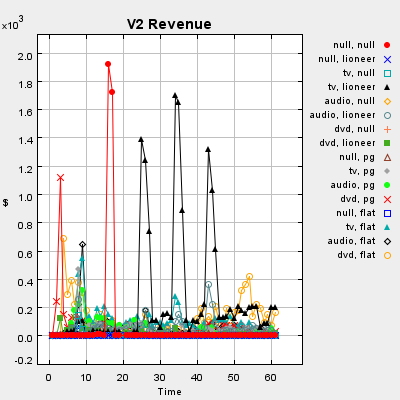 V2 Revenue
x10³
2.0
1.8
1.6
1.4
1.2
1.0
0.8
0.6
0.4
0.2
0.0
-0.2
$
0 10 20 30 40 50 60
Time
null, null
null, lioneer
tv, null
tv, lioneer
audio, null
audio, lioneer
dvd, null
dvd, lioneer
null, pg
tv, pg
audio, pg
dvd, pg
null, flat
tv, flat
audio, flat
dvd, flat